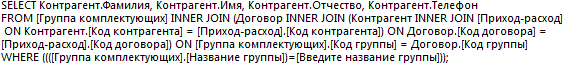 SELECT Контрагент.Фамилия, Контрагент.Имя, Контрагент.Отчество, Контрагент.Телефон
FROM [Группа комплектующих] INNER JOIN (Договор INNER JOIN (Контрагент INNER JOIN [Приход-расход]
ON Контрагент.[Код контрагента] = [Приход-расход].[Код контрагента]) ON Договор.[Код договора] =
[Приход-расход].[Код договора]) ON [Группа комплектующих].[Код группы] = Договор.[Код группы]
WHERE ((([Группа комплектующих].[Название группы])=[Введите название группы]));